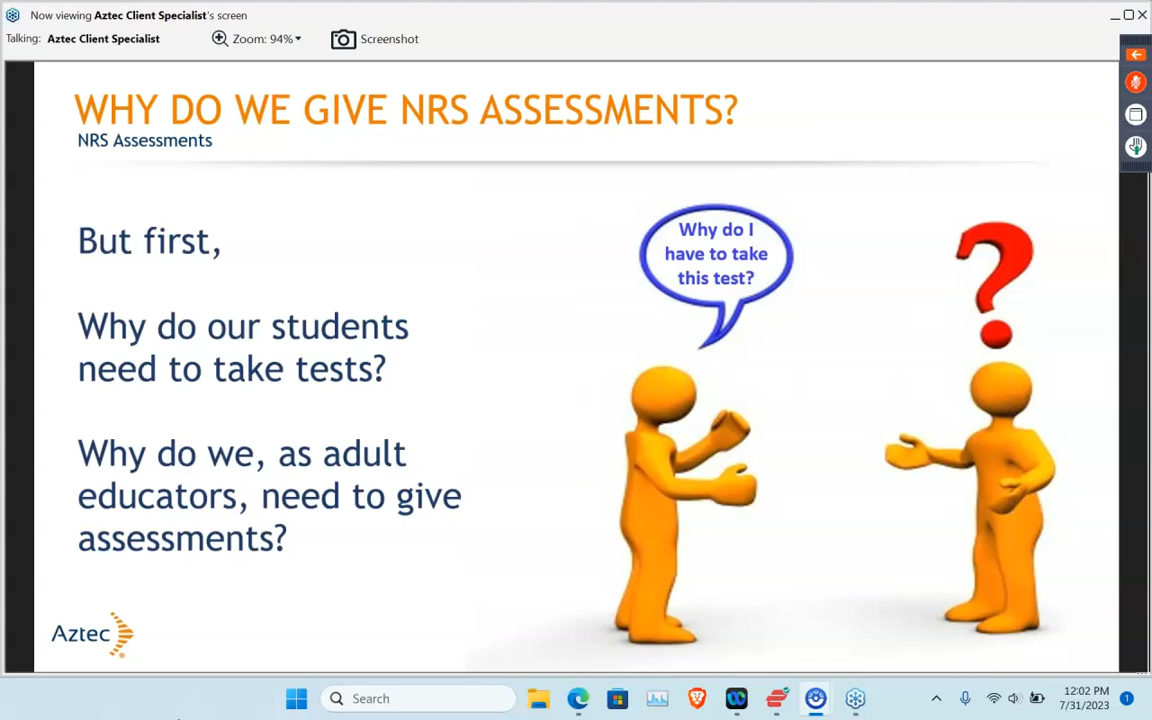 Now viewing Aztec Client Specialist's screen
Talking: Aztec Client Specialist
Zoom: 94%
Screenshot
WHY DO WE GIVE NRS ASSESSMENTS?
NRS Assessments
But first,
Why do our students
need to take tests?
Why do we, as adult
educators, need to give
assessments?
Why do I
have to take
this test?
?
Aztec
Search
12:02 PM
7/31/2023
1